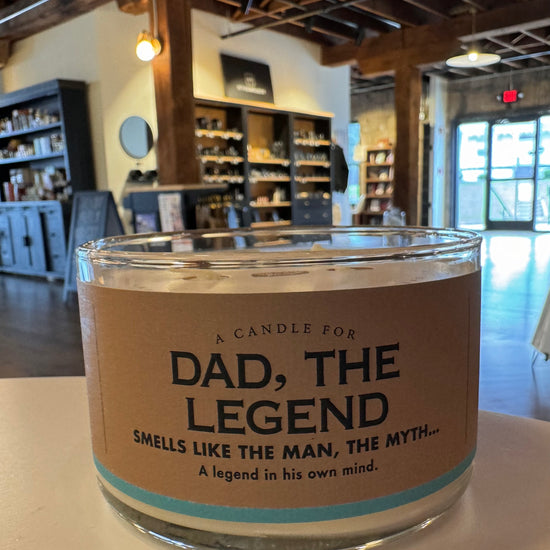 A CANDLE FOR
DAD, THE
LEGEND
SMELLS LIKE THE MAN, THE MYTH...
A legend in his own mind.